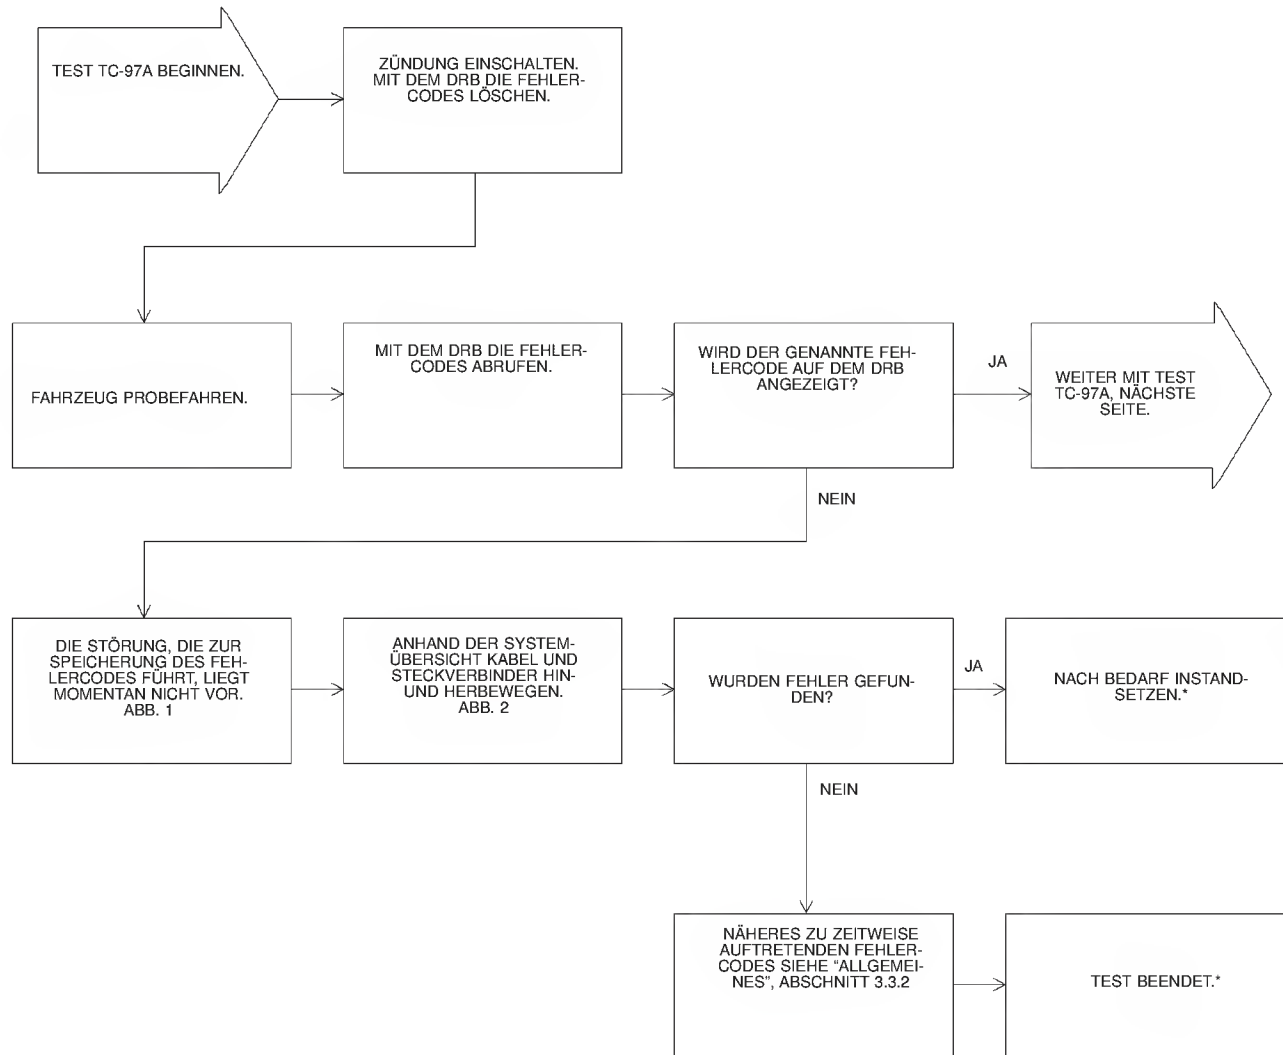 TEST TC-97A BEGINNEN.
ZÜNDUNG EINSCHALTEN.
MIT DEM DRB DIE FEHLER-
CODES LÖSCHEN.
FAHRZEUG PROBEFAHREN.
MIT DEM DRB DIE FEHLER-
CODES ABRUFEN.
WIRD DER GENANNTE FEH-
LERCODE AUF DEM DRB
ANGEZEIGT?
JA
WEITER MIT TEST
TC-97A, NÄCHSTE
SEITE.
NEIN
DIE STÖRUNG, DIE ZUR
SPEICHERUNG DES FEH-
LERCODES FÜHRT, LIEGT
MOMENTAN NICHT VOR.
ABB. 1
ANHAND DER SYSTEM-
ÜBERSICHT KABEL UND
STECKVERBINDER HIN-
UND HERBEWEGEN.
ABB. 2
WURDEN FEHLER GEFUN-
DEN?
JA
NACH BEDARF INSTAND-
SETZEN.*
NEIN
NÄHERES ZU ZEITWEISE
AUFTRETENDEN FEHLER-
CODES SIEHE “ALLGEMEI-
NES”, ABSCHNITT 3.3.2
TEST BEENDET.*